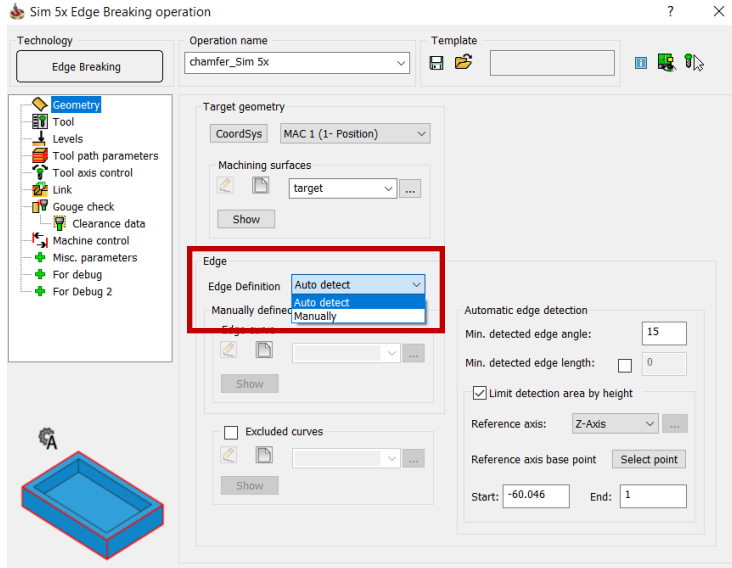 Sim 5x Edge Breaking operation
?
Technology
Edge Breaking
Operation name
chamfer_Sim 5x
Template
Geometry
Tool
Levels
Tool path parameters
Tool axis control
Link
Gouge check
Clearance data
Machine control
Misc. parameters
For debug
For Debug 2
A
Target geometry
CoordSys
MAC 1 (1- Position)
Machining surfaces
target
...
Show
Edge
Edge Definition
Auto detect
Auto detect
Manually
Manually defined
Edge curve
...
Show
Excluded curves
...
Show
Automatic edge detection
Min. detected edge angle:
15
Min. detected edge length:
0
Limit detection area by height
Reference axis:
Z-Axis
...
Reference axis base point
Select point
Start:
-60.046
End:
1